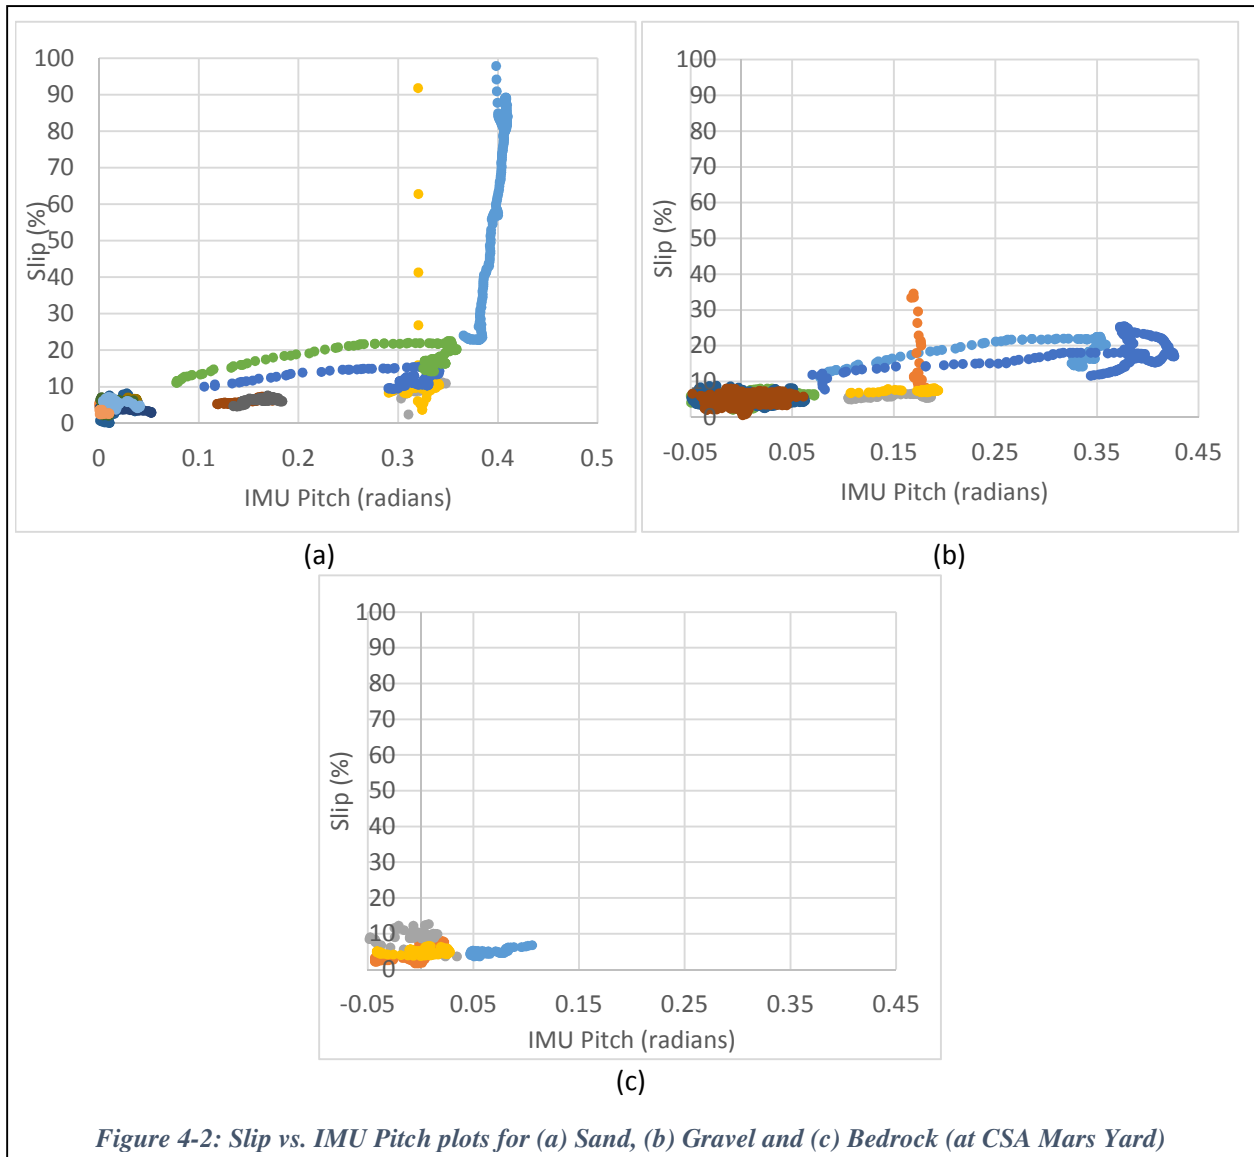 100
90
80
70
60
50
40
30
20
10
0
Slip (%)
0 0.1 0.2 0.3 0.4 0.5
IMU Pitch (radians)
(a)
100
90
80
70
60
50
40
30
20
10
0
Slip (%)
-0.05 0.05 0.15 0.25 0.35 0.45
IMU Pitch (radians)
(b)
100
90
80
70
60
50
40
30
20
10
0
Slip (%)
-0.05 0.05 0.15 0.25 0.35 0.45
IMU Pitch (radians)
(c)
Figure 4-2: Slip vs. IMU Pitch plots for (a) Sand, (b) Gravel and (c) Bedrock (at CSA Mars Yard)